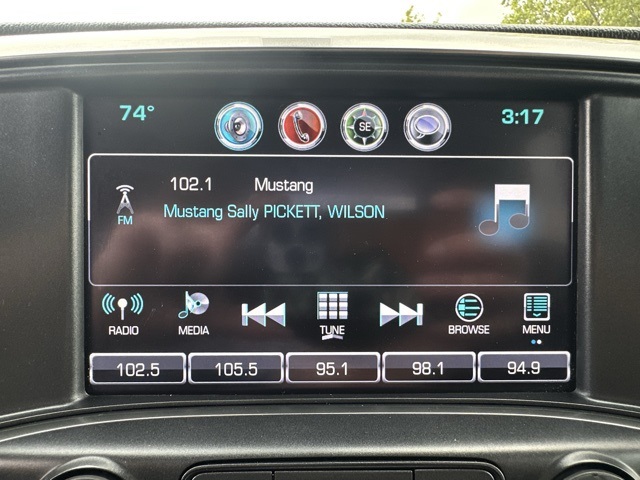 74° SE 3:17
102.1 Mustang
FM Mustang Sally PICKETT, WILSON
RADIO MEDIA TUNE BROWSE MENU
102.5 105.5 95.1 98.1 94.9